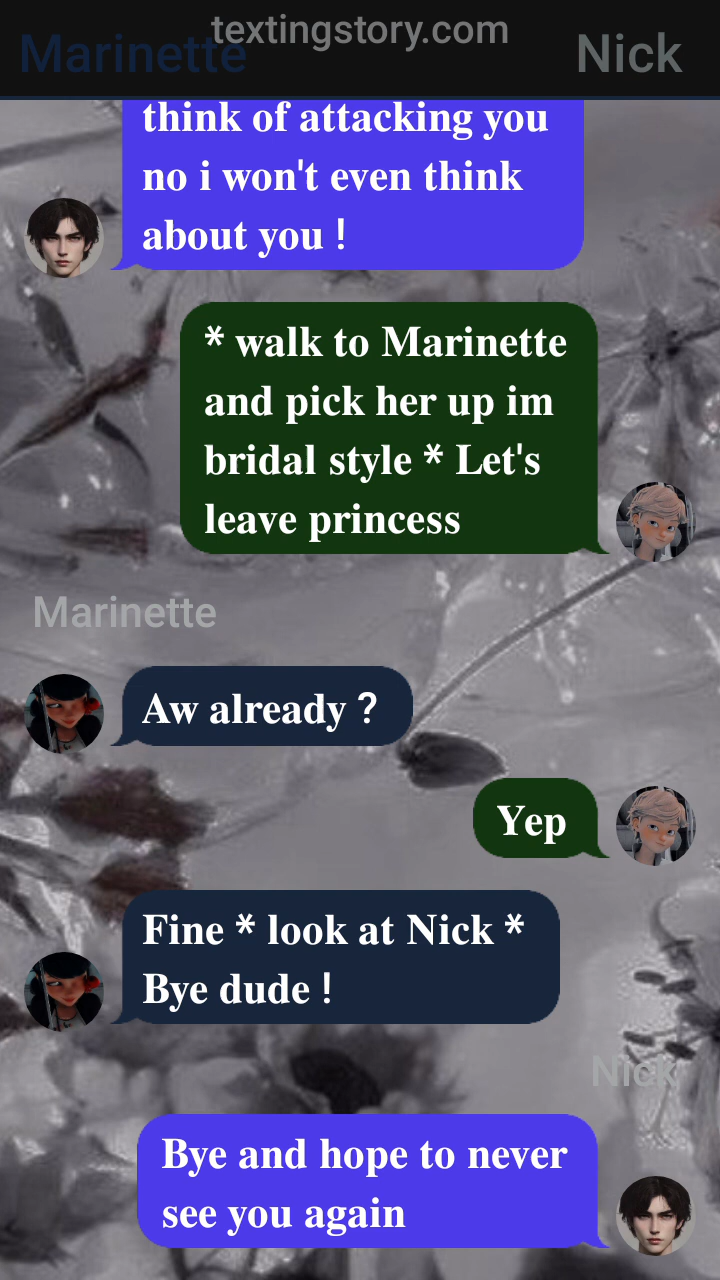 textingstory.com
Marinette
Nick
think of attacking you
no i won't even think
about you !
* walk to Marinette
and pick her up im
bridal style * Let's
leave princess
Marinette
Aw already ?
Yep
Fine * look at Nick *
Bye dude !
Nick
Bye and hope to never
see you again